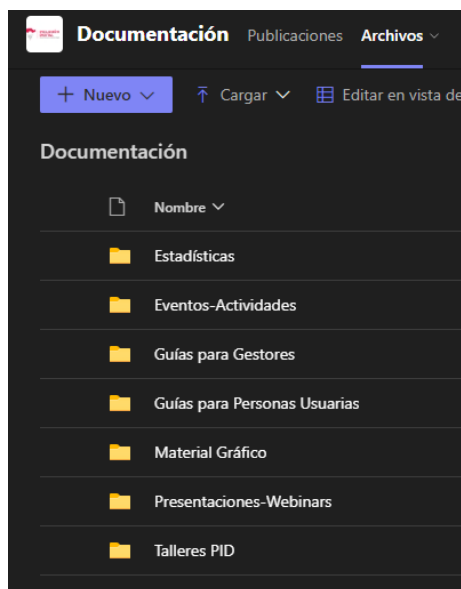 Documentación Publicaciones Archivos
Nuevo Cargar Editar en vista de
Documentación
Nombre
Estadísticas
Eventos-Actividades
Guías para Gestores
Guías para Personas Usuarias
Material Gráfico
Presentaciones-Webinars
Talleres PID